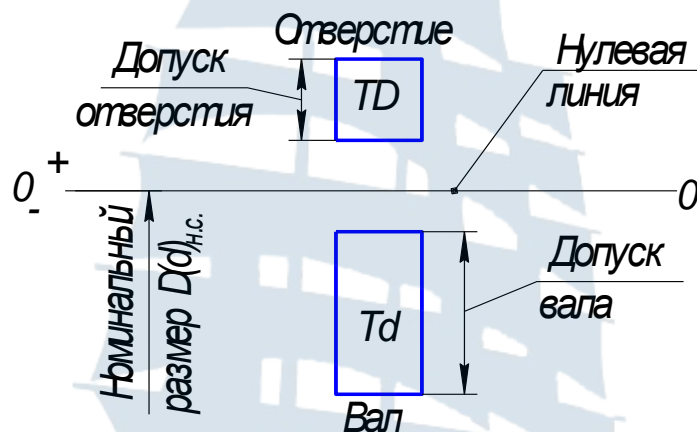 Отверстие
Допуск
отверстия
TD
Нулевая
линия
+
0
-
0
Номинальный
размер D(d)н.с.
Td
Допуск
вала
Вал